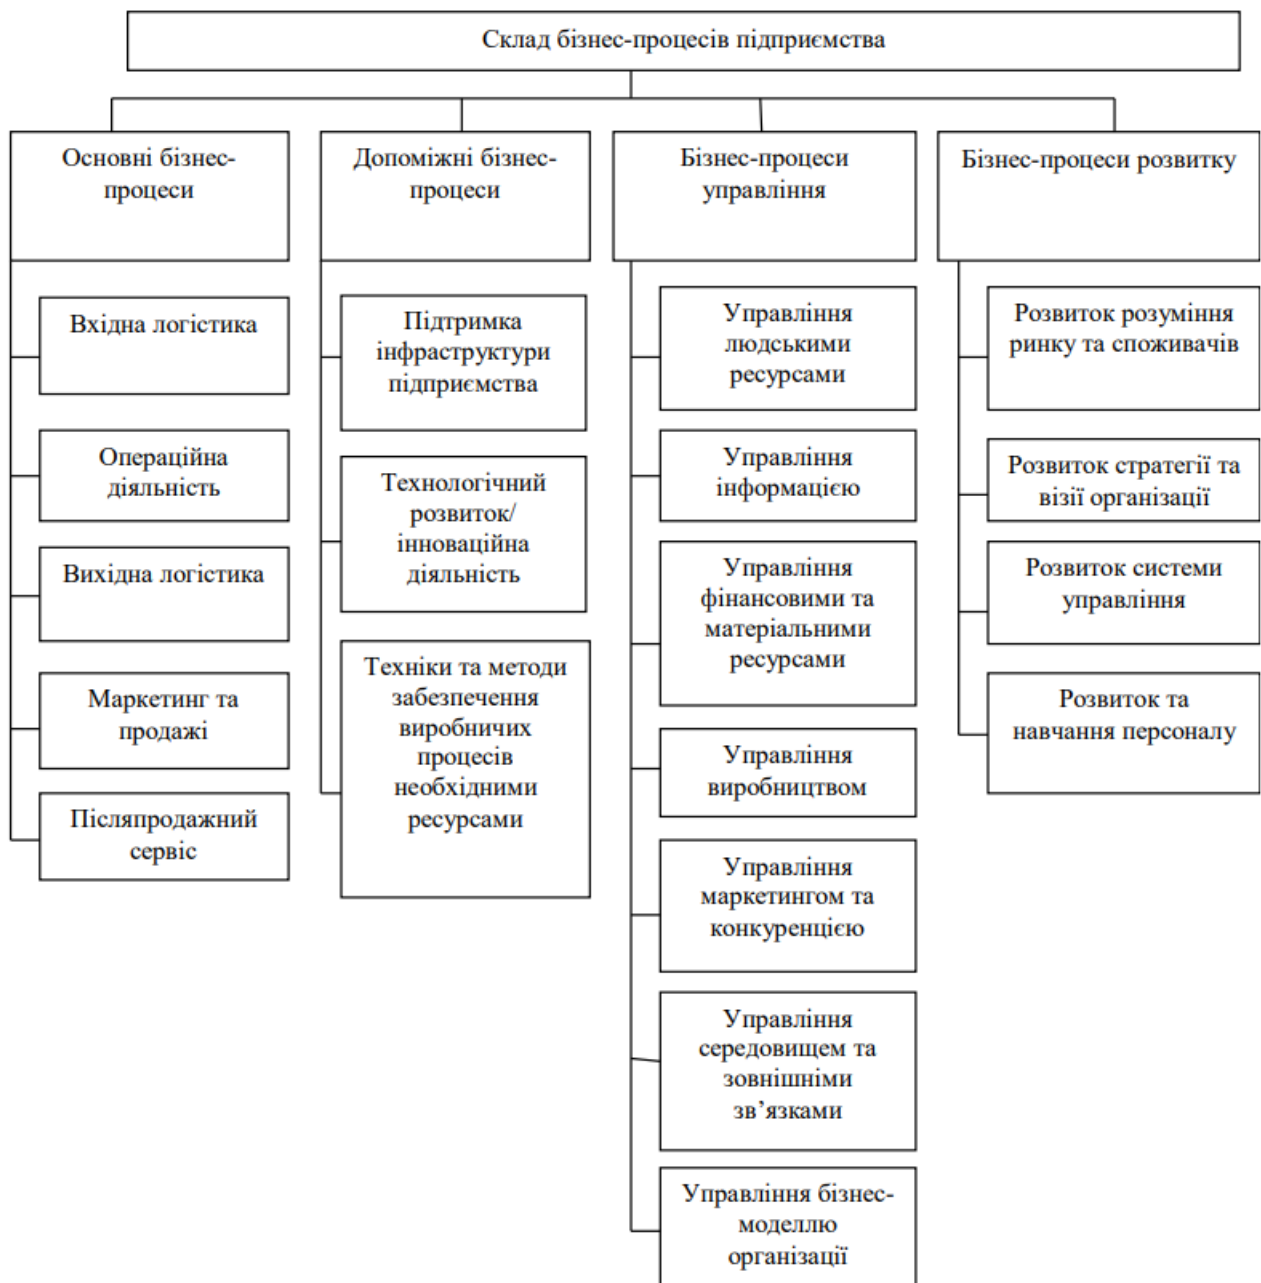 Склад бізнес-процесів підприємства
Основні бізнес-
процеси
Вхідна логістика
Операційна
діяльність
Вихідна логістика
Маркетинг та
продажі
Післяпродажний
сервіс
Допоміжні бізнес-
процеси
Підтримка
інфраструктури
підприємства
Технологічний
розвиток/
інноваційна
діяльність
Техніки та методи
забезпечення
виробничих
процесів
необхідними
ресурсами
Бізнес-процеси
управління
Управління
людськими
ресурсами
Управління
інформацією
Управління
фінансовими та
матеріальними
ресурсами
Управління
виробництвом
Управління
маркетингом та
конкуренцією
Управління
середовищем та
зовнішніми
зв’язками
Управління бізнес-
моделлю
організації
Бізнес-процеси розвитку
Розвиток розуміння
ринку та споживачів
Розвиток стратегії та
візії організації
Розвиток системи
управління
Розвиток та
навчання персоналу